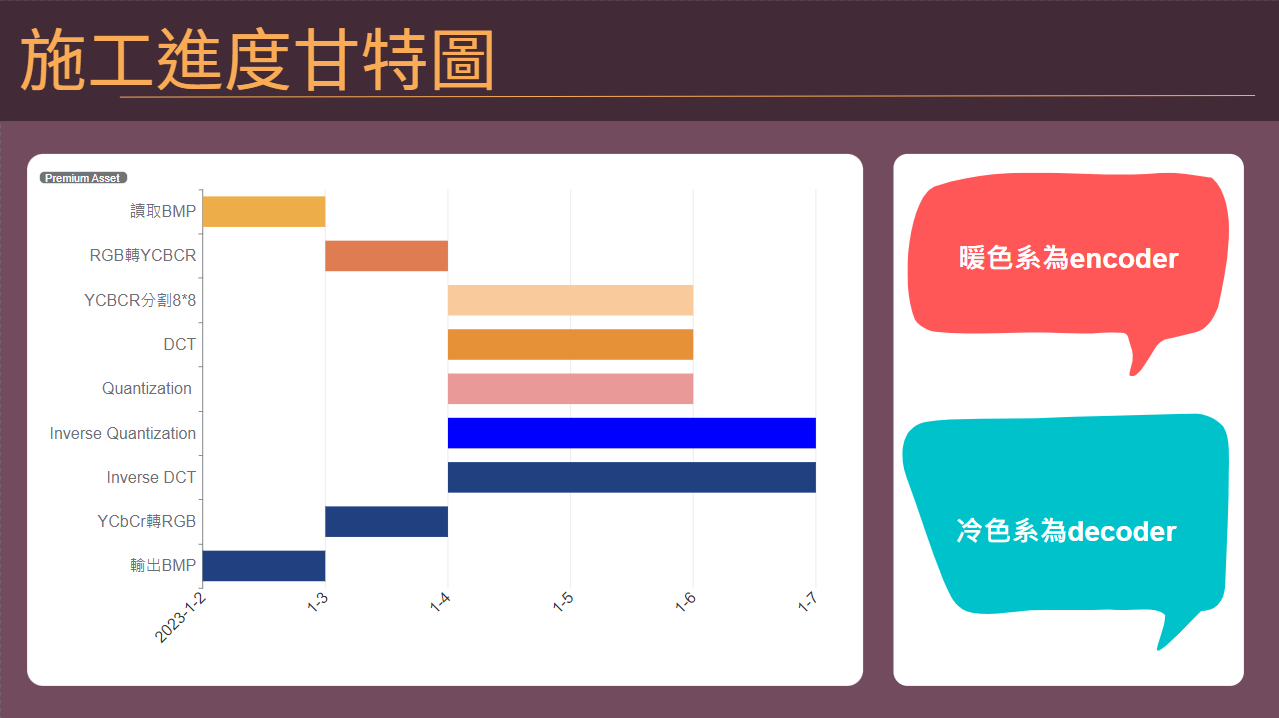 施工進度甘特圖
Premium Asset
讀取BMP
RGB轉YCBCR
YCBCR分割8*8
DCT
Quantization
Inverse Quantization
Inverse DCT
YCbCr轉RGB
輸出BMP
2023-1-2
1-3
1-4
1-5
1-6
1-7
暖色系為encoder
冷色系為decoder